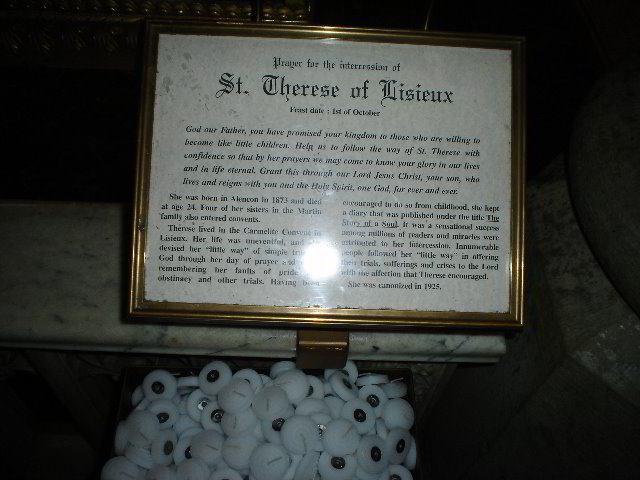 Prayer for the intercession of
St. Therese of Lisieux
Feast date : 1st of October
God our Father, you have promised your kingdom to those who are willing to
become like little children. Help us to follow the way of St. Therese with
confidence so that by her prayers we may come to know your glory in our lives
and in life eternal. Grant this through our Lord Jesus Christ, your son, who
lives and reigns with you and the Holy Spirit, one God, for ever and ever.
She was born in Alencon in 1873 and died
at age 24. Four of her sisters in the Martin
family also entered convents.
Therese lived in the Carmelite Convent in
Lisieux. Her life was uneventful, and
devised her "little way" of simple
God through her day of prayer and
remembering her faults of pride
obstinacy and other trials. Having been
encouraged to do so from childhood, she kept
a diary that was published under the title The
Story of a Soul. It was a sensational success
among millions of readers and miracles were
attributed to her intercession. Innumerable
people followed her "little way" in offering
their trials, sufferings and crises to the Lord
with the affection that Therese encouraged.
She was canonized in 1925.